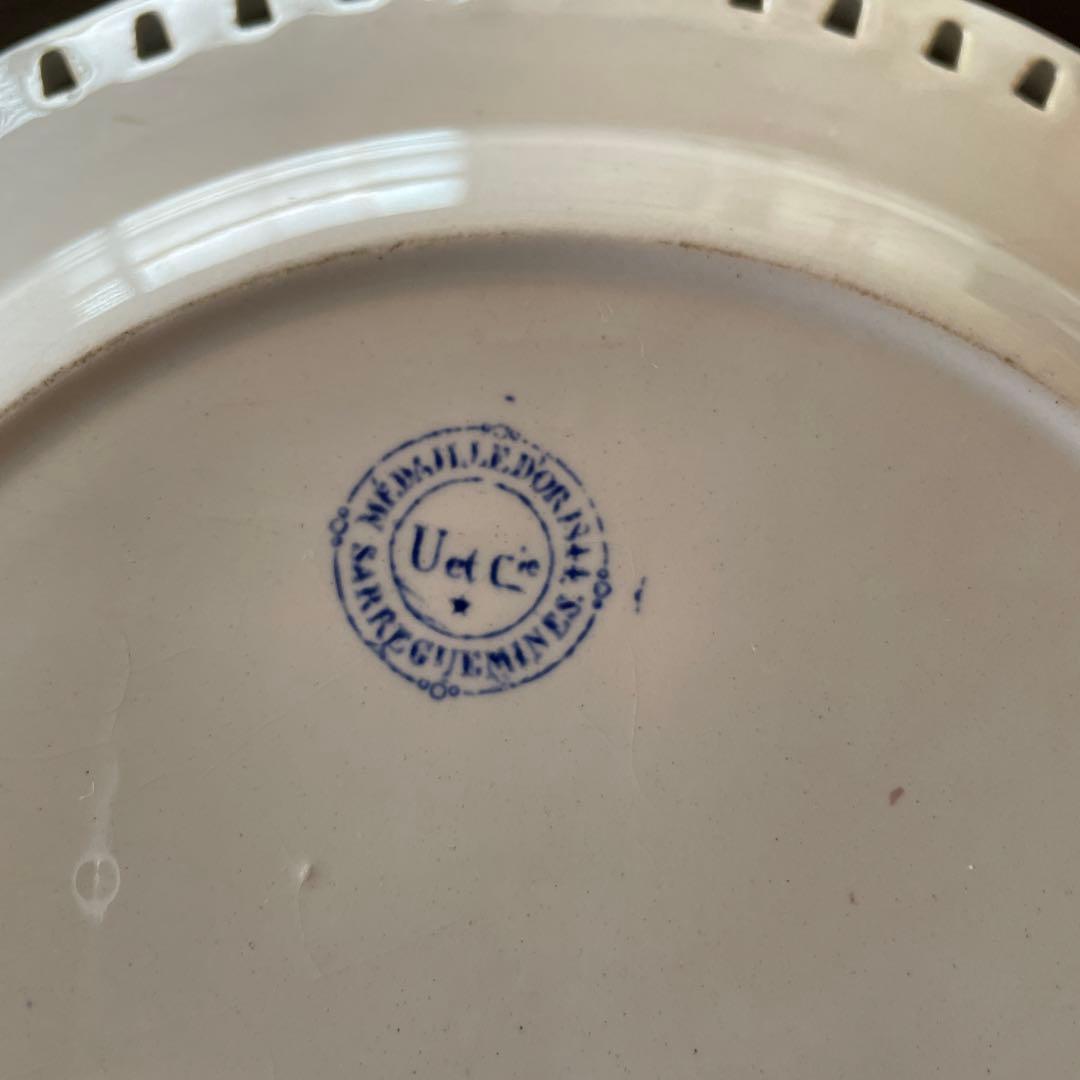 MÉDAILLE D'OR 1844
U et Cie
SARREGUEMINES.